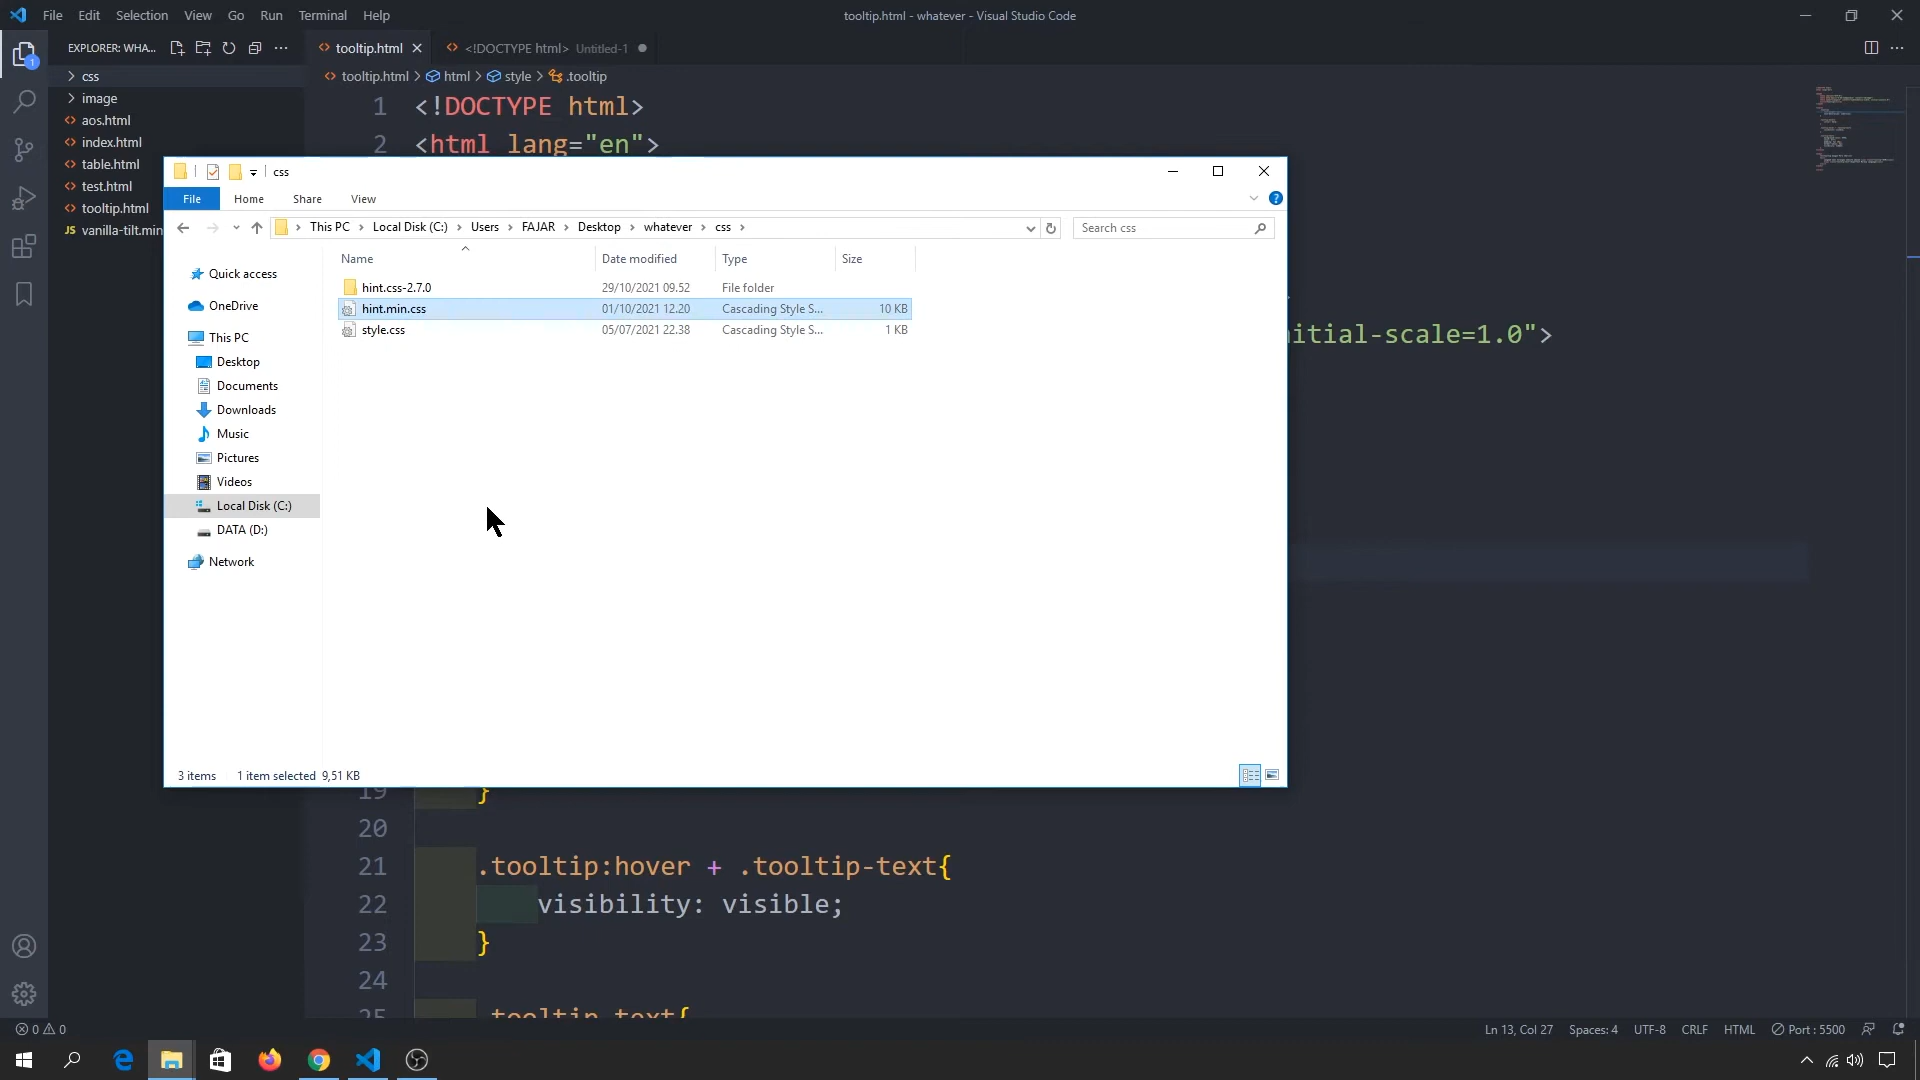 File Edit Selection View Go Run Terminal Help
tooltip.html - whatever - Visual Studio Code
1
EXPLORER: WHA...
tooltip.html
<!DOCTYPE html> Untitled-1
css
image
aos.html
index.html
table.html
test.html
tooltip.html
JS vanilla-tilt.min
tooltip.html > html > style > .tooltip
1 <!DOCTYPE html>
2 <html lang="en">
css
File Home Share View
This PC > Local Disk (C:) > Users > FAJAR > Desktop > whatever > css >
Search css
Name Date modified Type Size
hint.css-2.7.0 29/10/2021 09.52 File folder
hint.min.css 01/10/2021 12.20 Cascading Style S... 10 KB
style.css 05/07/2021 22.38 Cascading Style S... 1 KB
Quick access
OneDrive
This PC
Desktop
Documents
Downloads
Music
Pictures
Videos
Local Disk (C:)
DATA (D:)
Network
3 items 1 item selected 9,51 KB
nitial-scale=1.0">
19 }
20
21 .tooltip:hover + .tooltip-text{
22 visibility: visible;
23 }
24
25 .tooltip-text{
0 0
Ln 13, Col 27 Spaces: 4 UTF-8 CRLF HTML Port : 5500